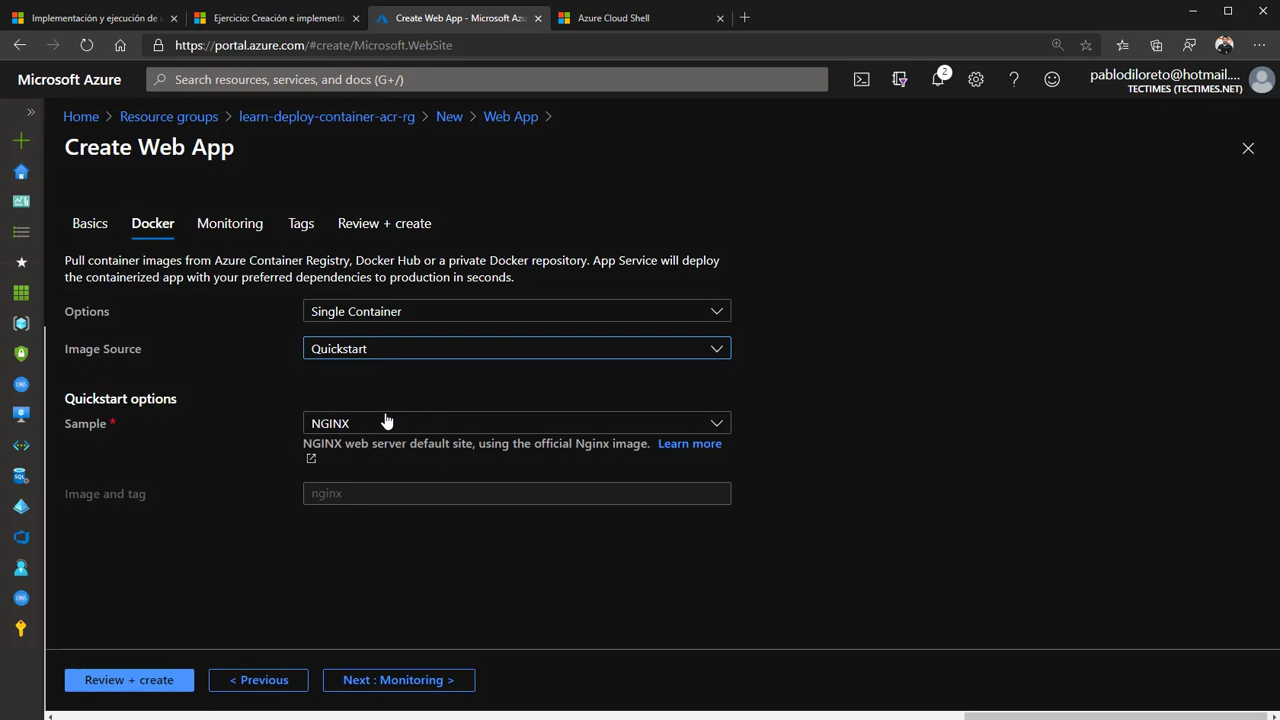 Implementación y ejecución de u
Ejercicio: Creación e implementa
Create Web App - Microsoft Azu
Azure Cloud Shell
https://portal.azure.com/#create/Microsoft.WebSite
Microsoft Azure
Search resources, services, and docs (G+/)
2
pablodiloreto@hotmail....
TECTIMES (TECTIMES.NET)
Home > Resource groups > learn-deploy-container-acr-rg > New > Web App >
Create Web App
Basics Docker Monitoring Tags Review + create
Pull container images from Azure Container Registry, Docker Hub or a private Docker repository. App Service will deploy
the containerized app with your preferred dependencies to production in seconds.
Options Single Container
Image Source Quickstart
Quickstart options
Sample * NGINX
NGINX web server default site, using the official Nginx image. Learn more
Image and tag nginx
Review + create < Previous Next : Monitoring >